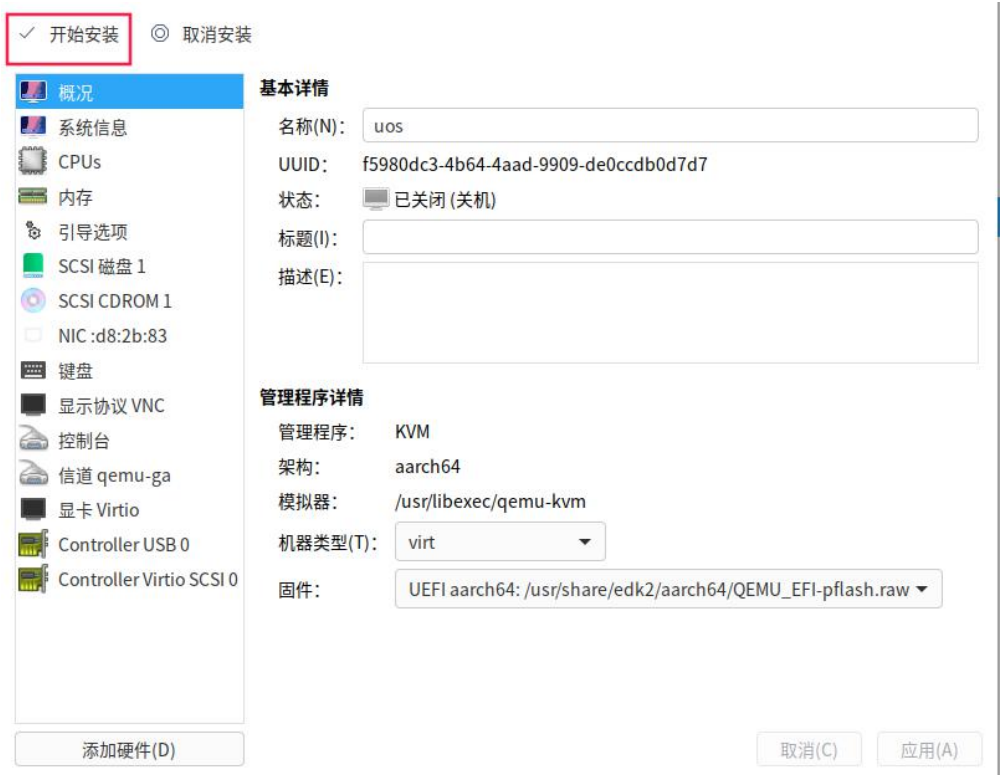 开始安装 取消安装
概况
系统信息
CPUs
内存
引导选项
SCSI 磁盘 1
SCSI CDROM 1
NIC :d8:2b:83
键盘
显示协议 VNC
控制台
信道 qemu-ga
显卡 Virtio
Controller USB 0
Controller Virtio SCSI 0
添加硬件(D)
基本详情
名称(N): uos
UUID: f5980dc3-4b64-4aad-9909-de0ccdb0d7d7
状态: 已关闭 (关机)
标题(I):
描述(E):
管理程序详情
管理程序: KVM
架构: aarch64
模拟器: /usr/libexec/qemu-kvm
机器类型(T): virt
固件: UEFI aarch64: /usr/share/edk2/aarch64/QEMU_EFI-pflash.raw
取消(C) 应用(A)